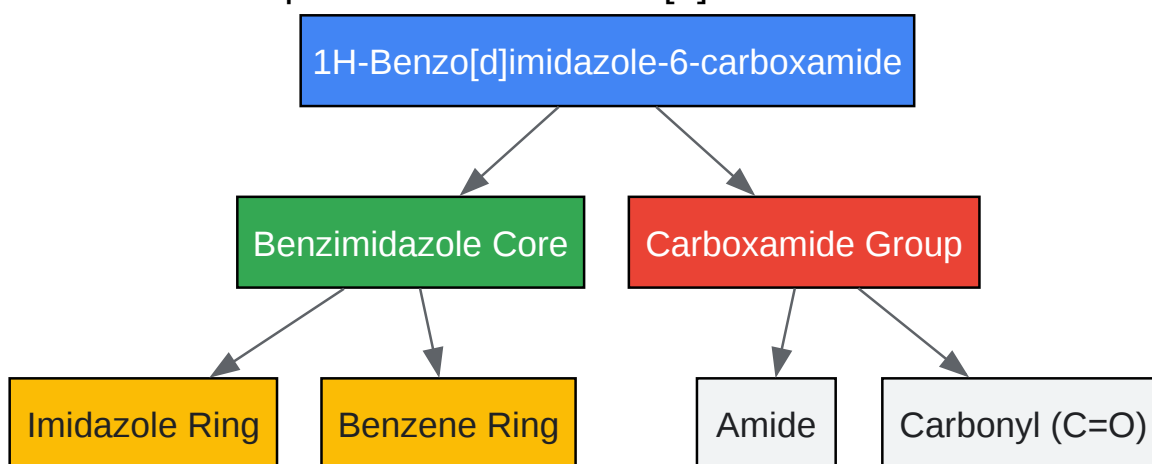 1H-Benzo[d]imidazole-6-carboxamide
Benzimidazole Core
Carboxamide Group
Imidazole Ring
Benzene Ring
Amide
Carbonyl (C=O)